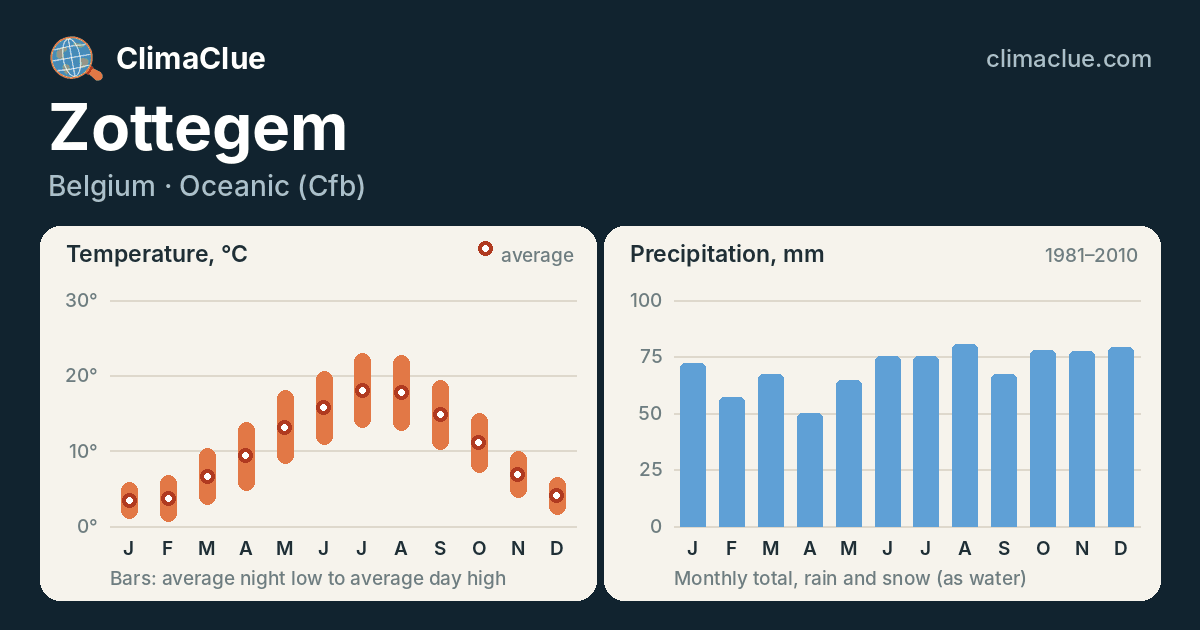 ClimaClue
climaclue.com
Zottegem
Belgium · Oceanic (Cfb)
Temperature, °C
average
30°
20°
10°
0°
J F M A M J J A S O N D
Bars: average night low to average day high
Precipitation, mm
1981–2010
100
75
50
25
0
J F M A M J J A S O N D
Monthly total, rain and snow (as water)